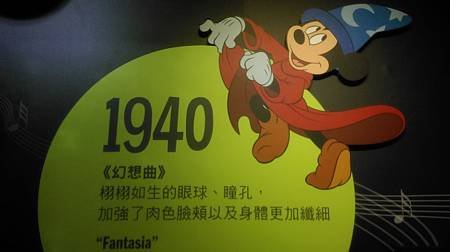 1940
《幻想曲》
栩栩如生的眼球、瞳孔，
加強了肉色臉頰以及身體更加纖細
"Fantasia"